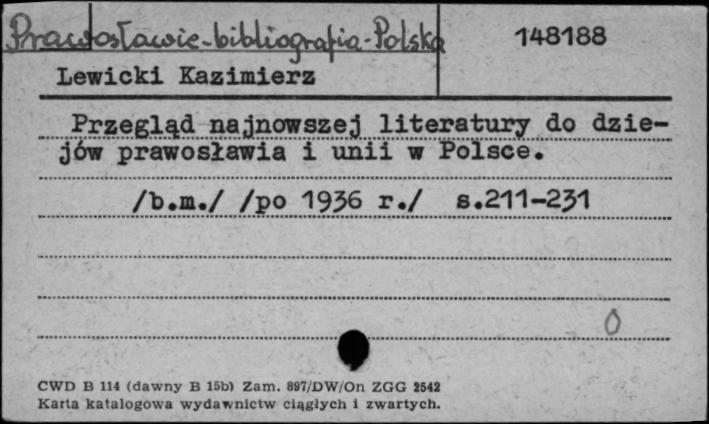 Prawosławie-bibliografia-Polska
148188
Lewicki Kazimierz
Przegląd najnowszej literatury do dzie-
jów prawosławia i unii w Polsce.
/b.m./ /po 1936 r./ s.211-231
0
CWD B 114 (dawny B 15b) Zam. 897/DW/On ZGG 2542
Karta katalogowa wydawnictw ciągłych i zwartych.